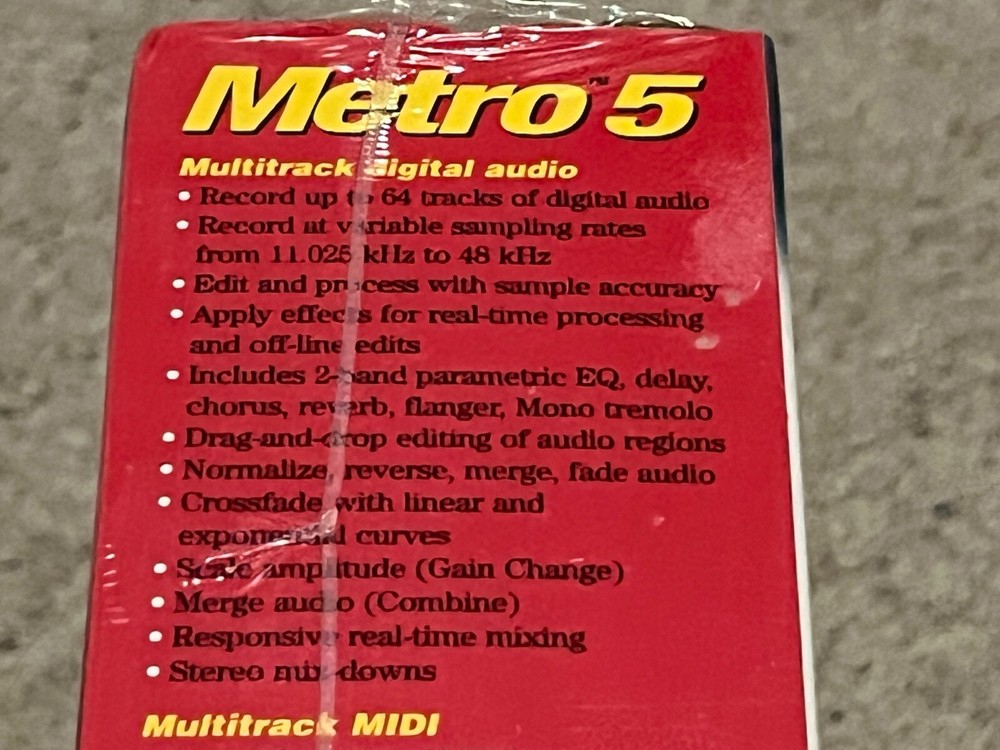 Metro™ 5
Multitrack digital audio
• Record up to 64 tracks of digital audio
• Record at variable sampling rates
from 11.025 kHz to 48 kHz
• Edit and process with sample accuracy
• Apply effects for real-time processing
and off-line edits
• Includes 2-band parametric EQ, delay,
chorus, reverb, flanger, Mono tremolo
• Drag-and-drop editing of audio regions
• Normalize, reverse, merge, fade audio
• Crossfade with linear and
exponential curves
• Scale amplitude (Gain Change)
• Merge audio (Combine)
• Responsive real-time mixing
• Stereo mix-downs
Multitrack MIDI